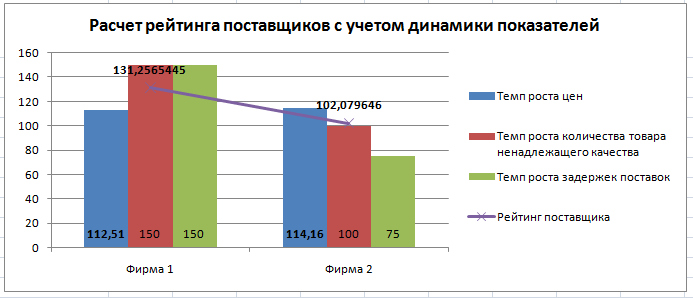 Расчет рейтинга поставщиков с учетом динамики показателей
160
140
120
100
80
60
40
20
0
131,2565445
102,079646
112,51
150
150
114,16
100
75
Фирма 1
Фирма 2
Темп роста цен
Темп роста количества товара
ненадлежащего качества
Темп роста задержек поставок
Рейтинг поставщика